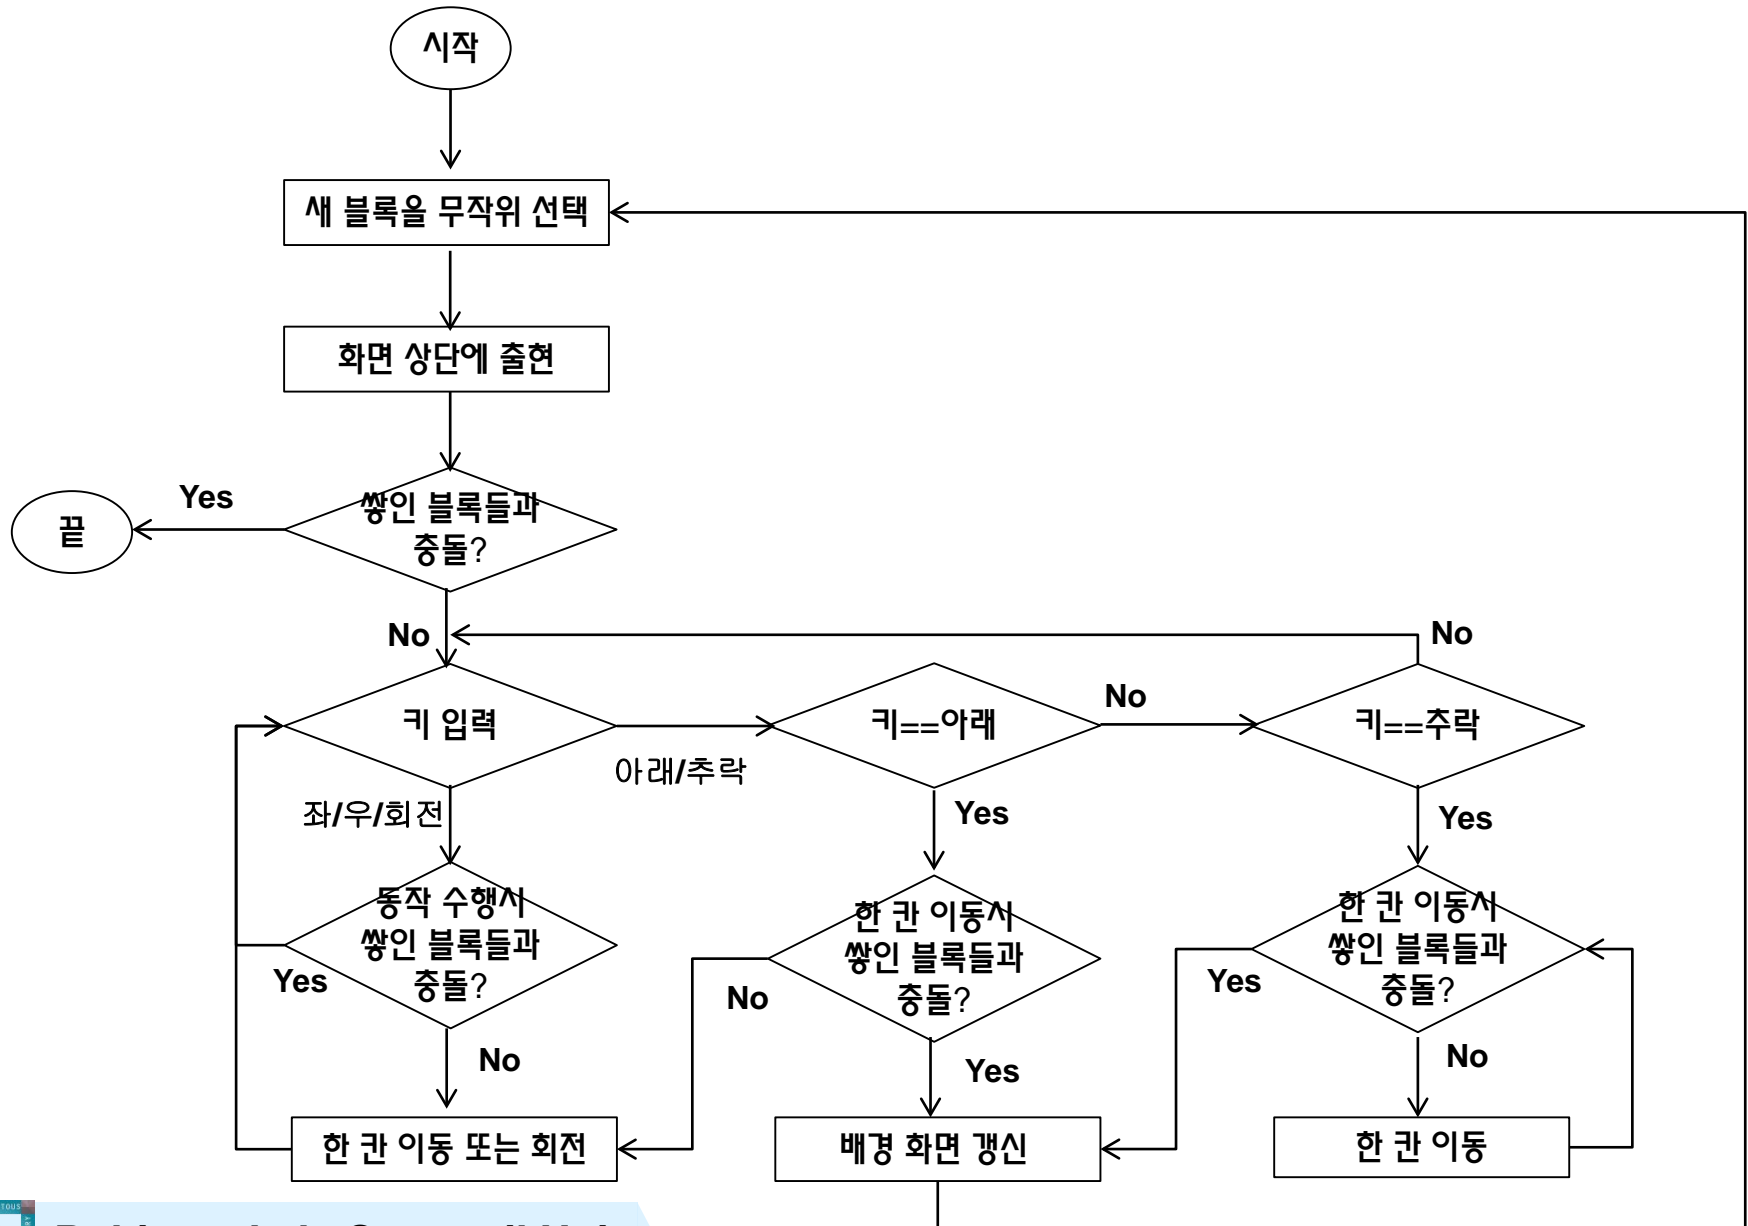 시작
새 블록을 무작위 선택
화면 상단에 출현
Yes
쌓인 블록들과
충돌?
끝
No
No
키 입력
키==아래
No
키==추락
아래/추락
좌/우/회전
Yes
Yes
동작 수행시
쌓인 블록들과
충돌?
Yes
한 칸 이동시
쌓인 블록들과
충돌?
No
한 칸 이동시
쌓인 블록들과
충돌?
Yes
No
Yes
No
한 칸 이동 또는 회전
배경 화면 갱신
한 칸 이동